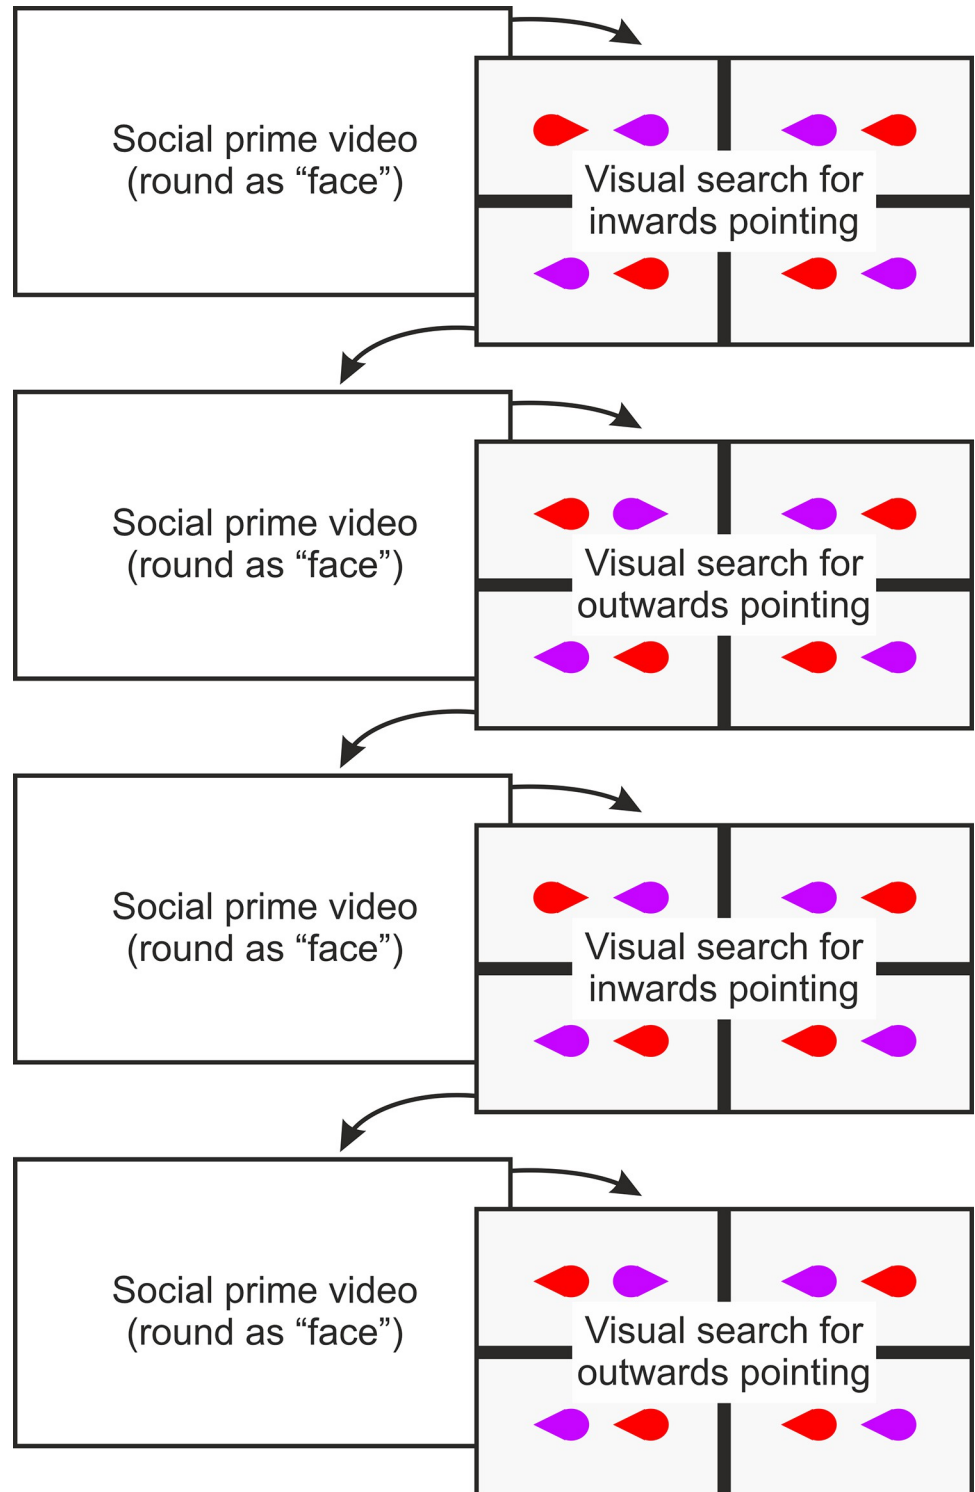 Social prime video
(round as “face”)
Visual search for
inwards pointing
Social prime video
(round as “face”)
Visual search for
outwards pointing
Social prime video
(round as “face”)
Visual search for
inwards pointing
Social prime video
(round as “face”)
Visual search for
outwards pointing